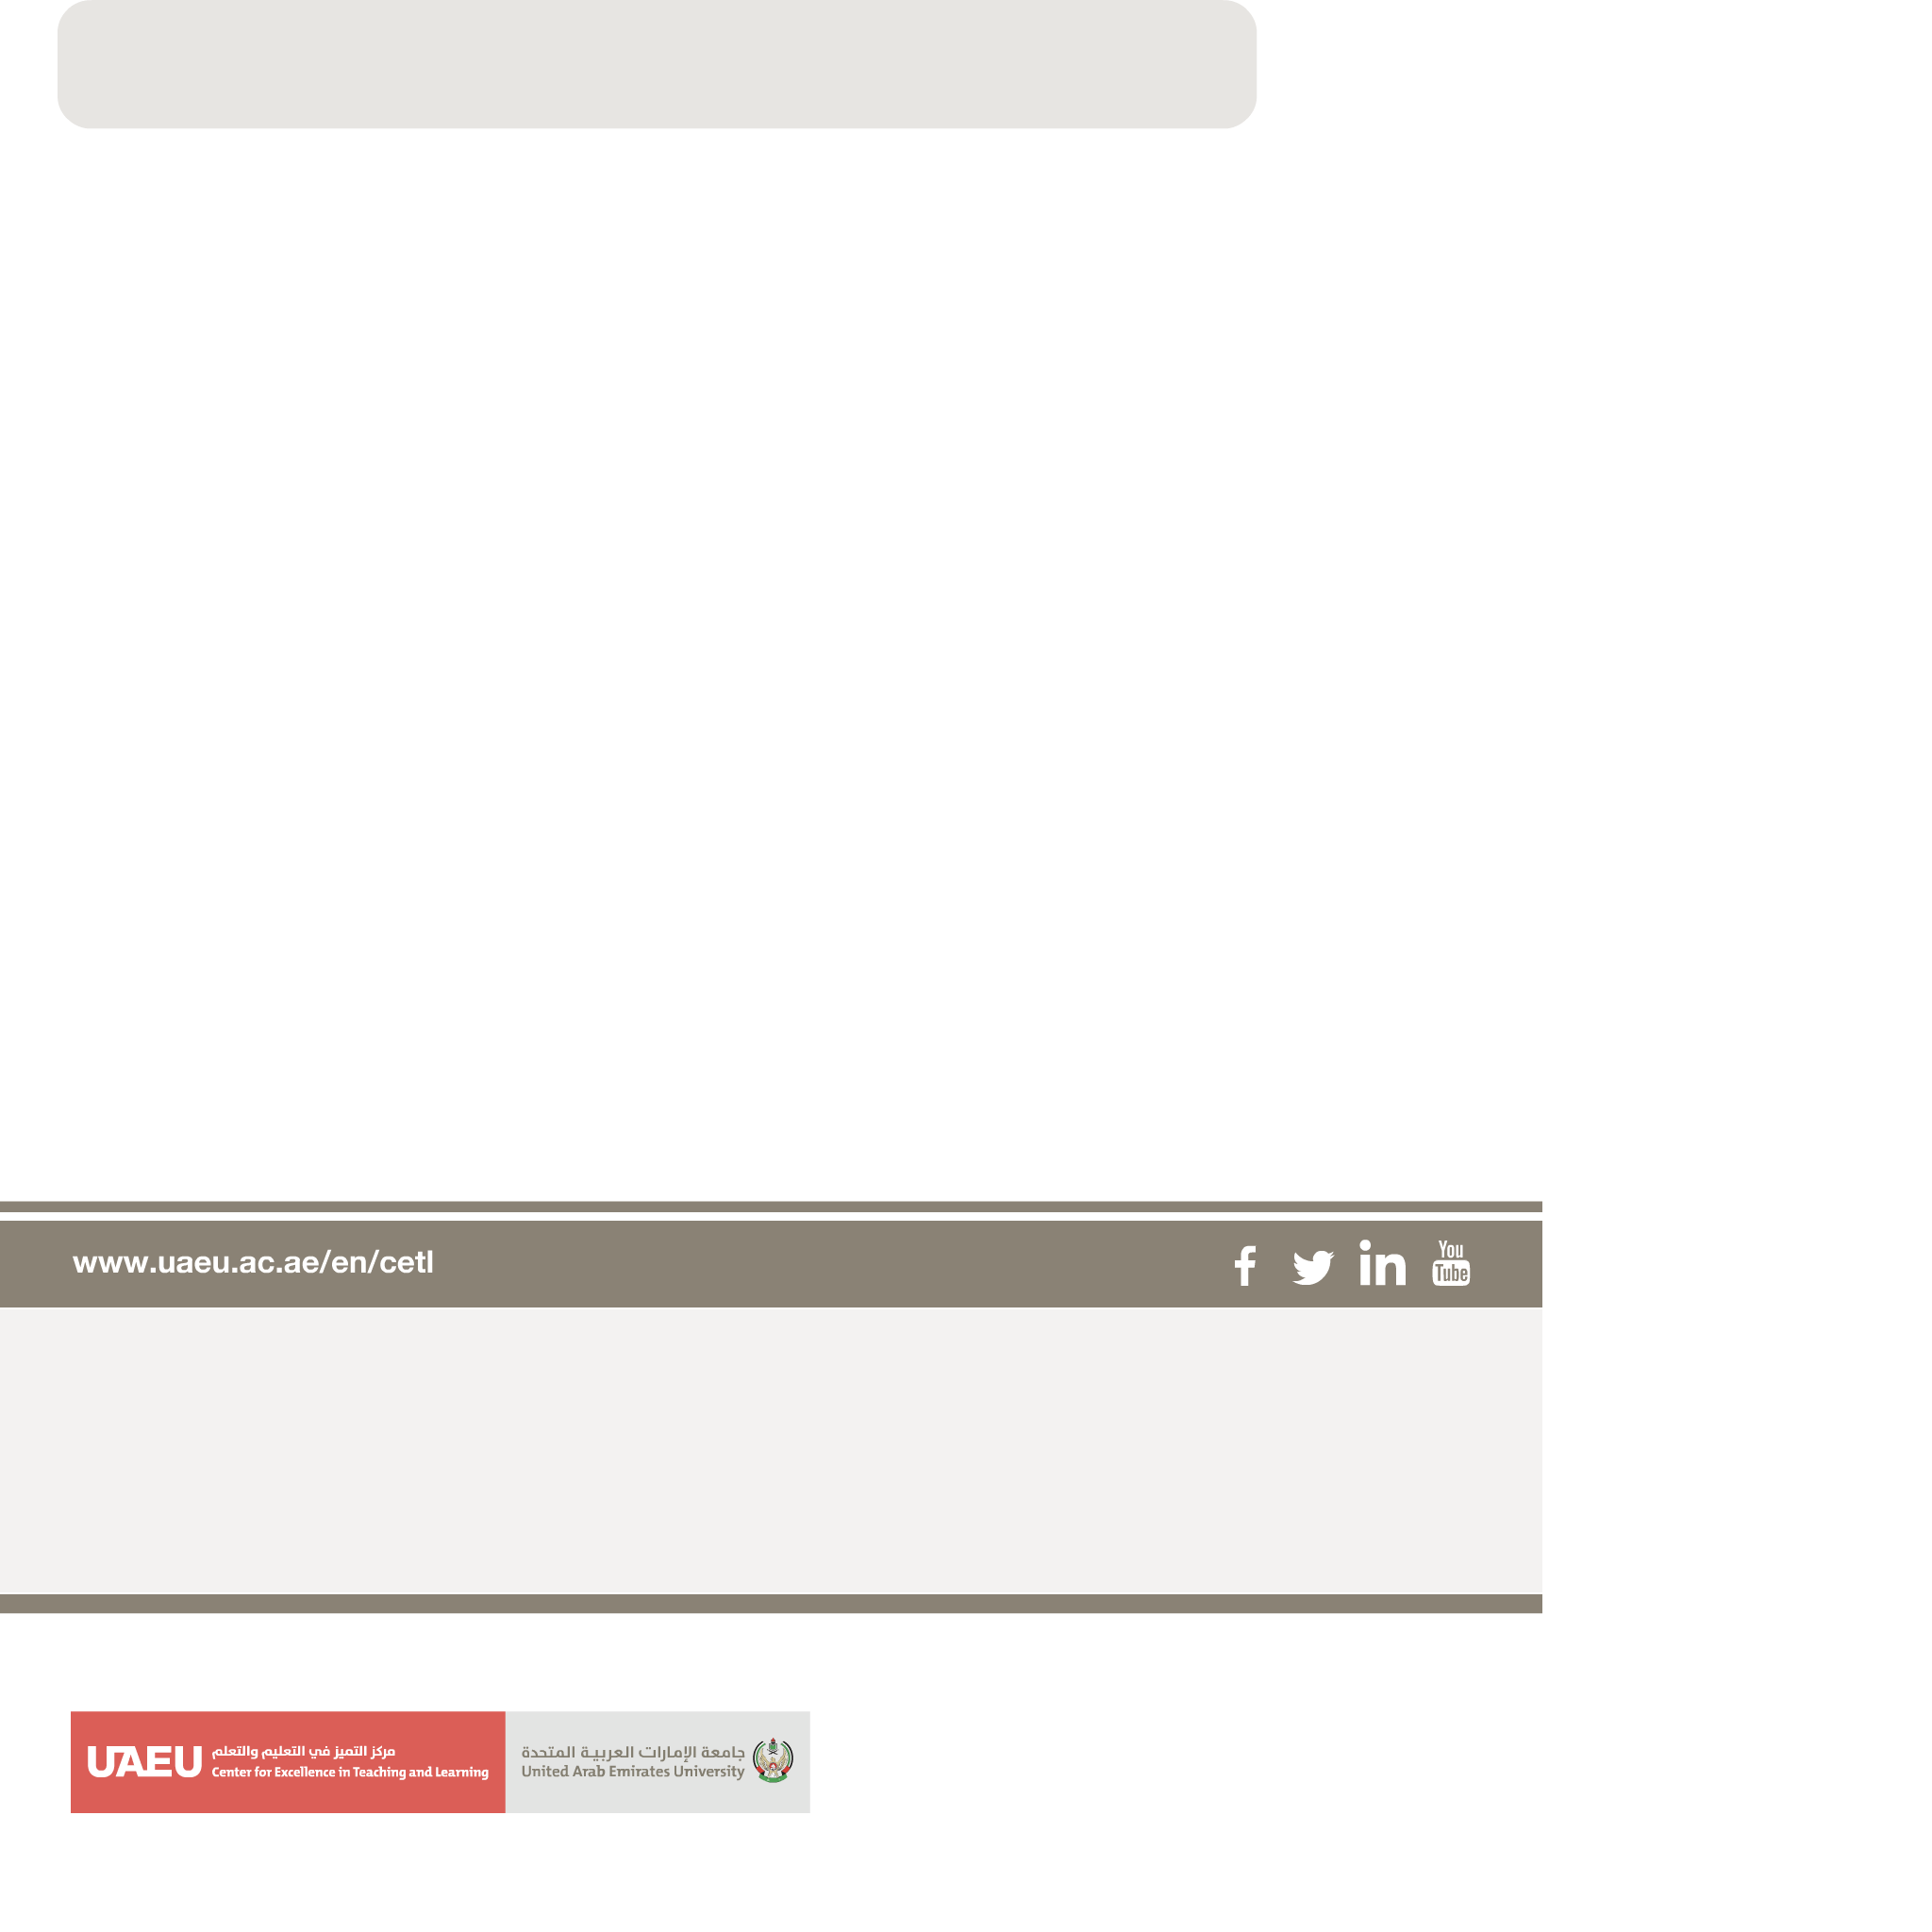 www.uaeu.ac.ae/en/cetl
You
Tube
UAEU
مركز التميز في التعليم والتعلم
Center for Excellence in Teaching and Learning
جامعة الإمارات العربية المتحدة
United Arab Emirates University